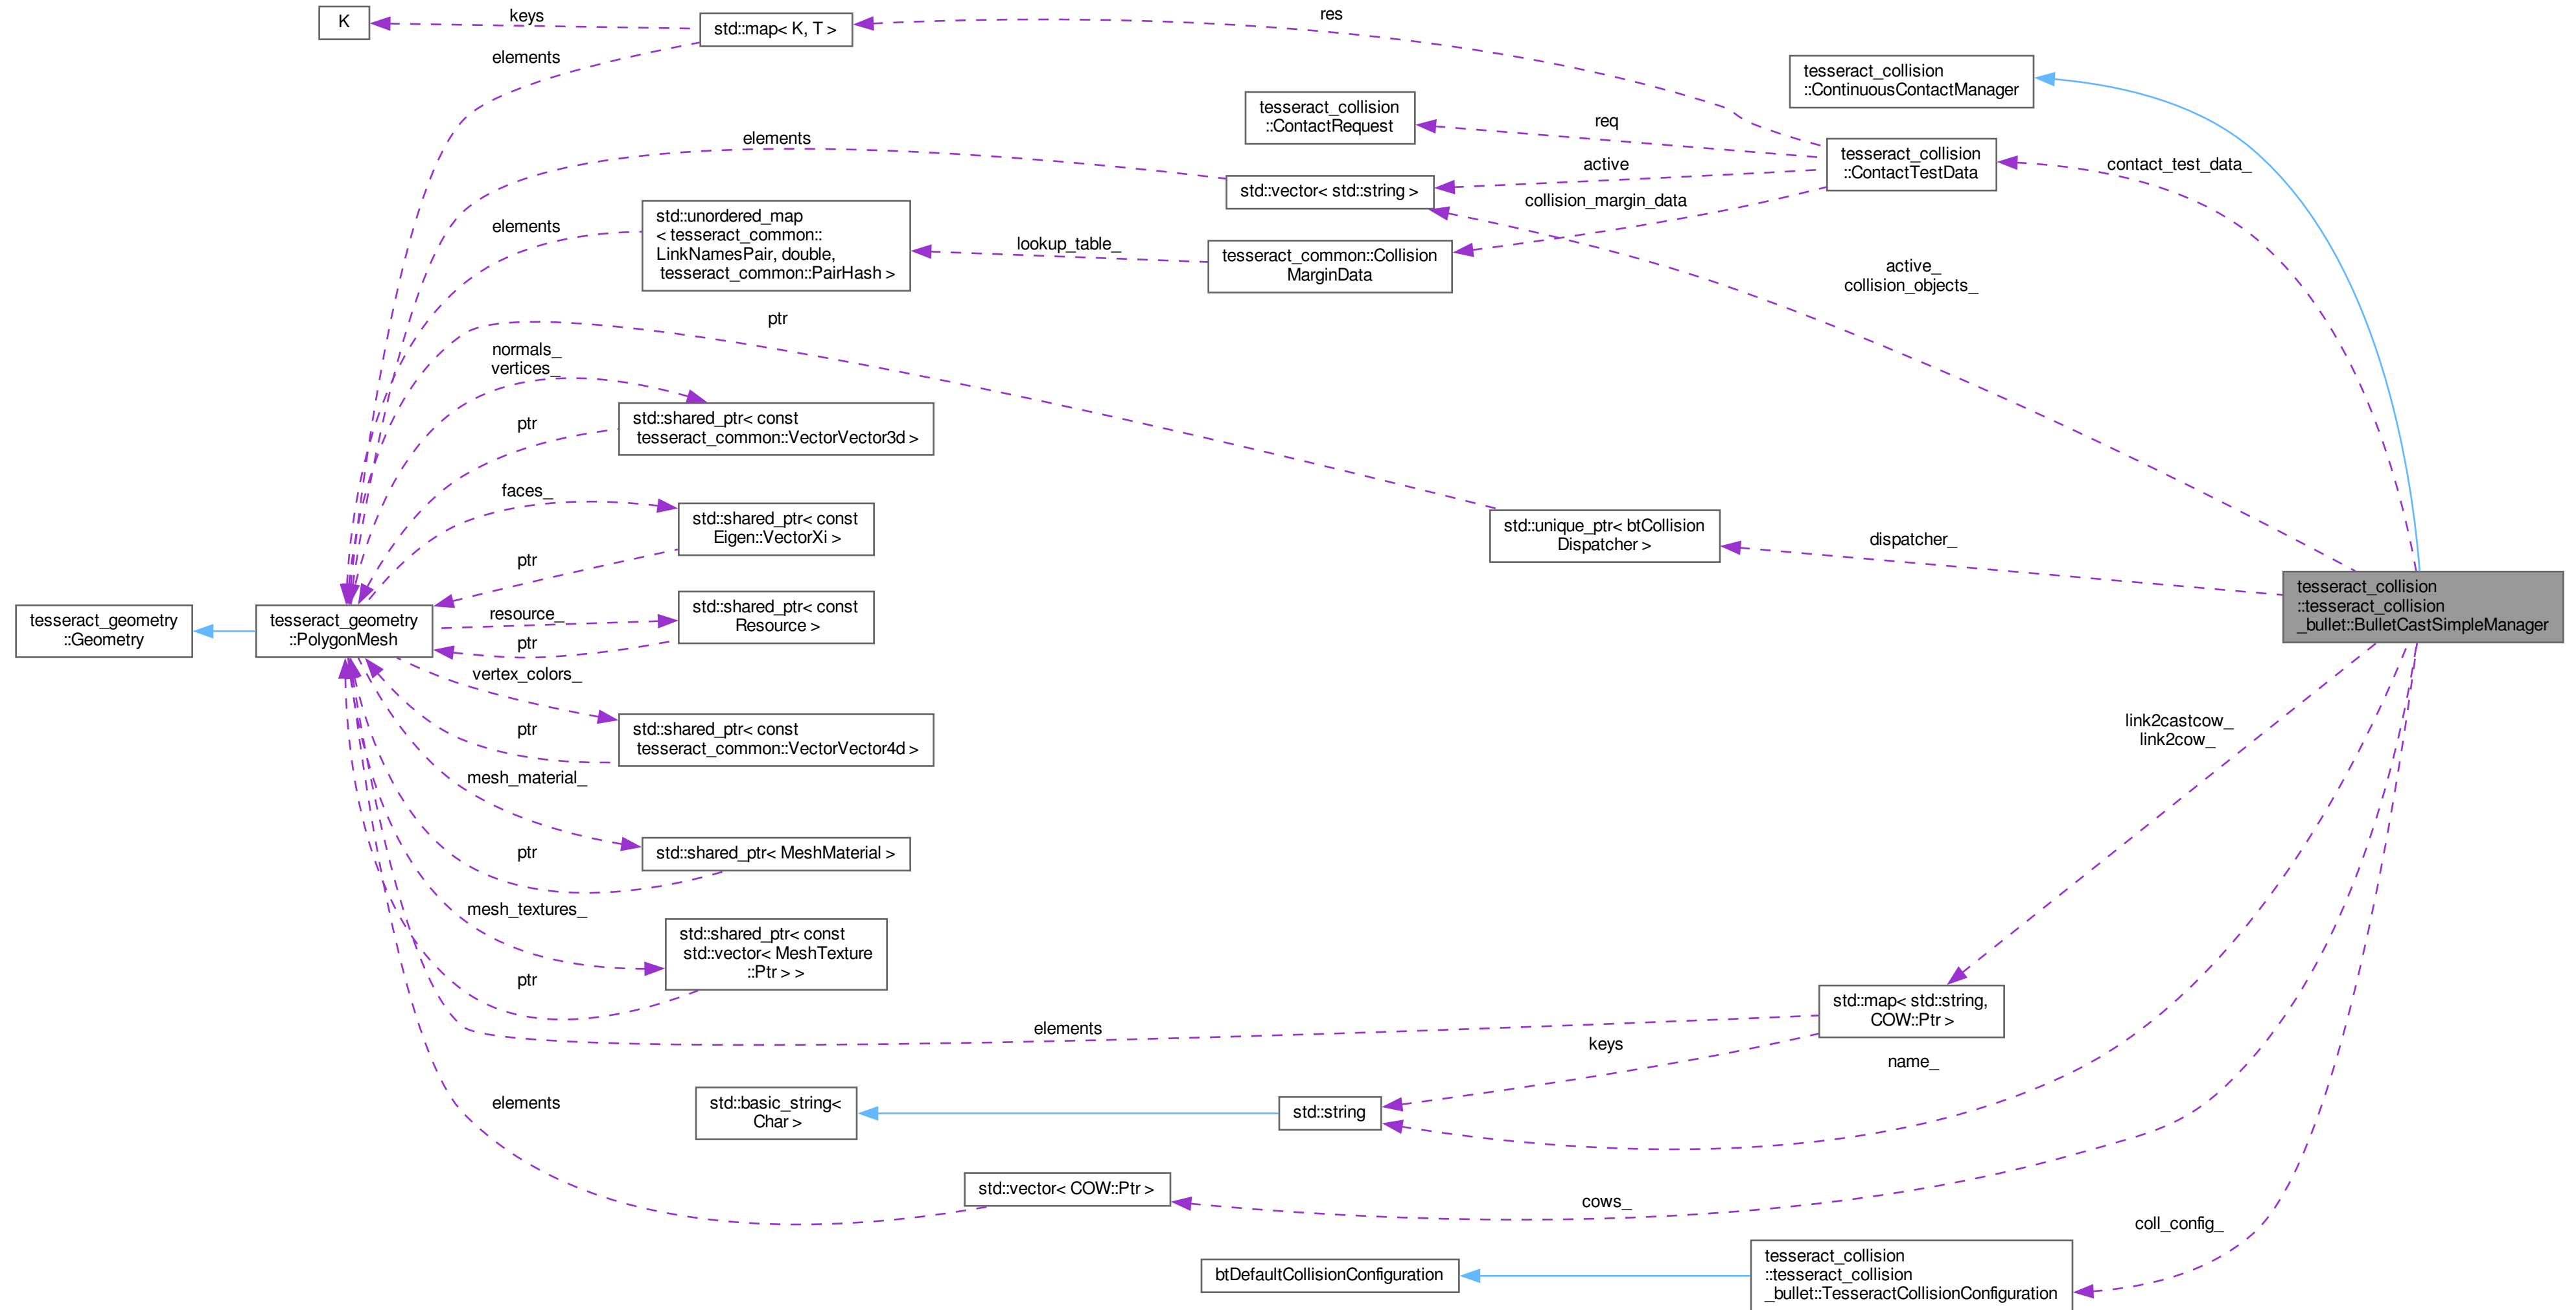 K
keys
std::map< K, T >
res
elements
tesseract_collision
::ContinuousContactManager
tesseract_collision
::ContactRequest
req
tesseract_collision
::ContactTestData
contact_test_data_
elements
std::vector< std::string >
active
collision_margin_data
std::unordered_map
< tesseract_common::
LinkNamesPair, double,
tesseract_common::PairHash >
elements
lookup_table_
tesseract_common::Collision
MarginData
active_
collision_objects_
ptr
normals_
vertices_
std::shared_ptr< const
tesseract_common::VectorVector3d >
ptr
faces_
std::shared_ptr< const
Eigen::VectorXi >
ptr
std::unique_ptr< btCollision
Dispatcher >
dispatcher_
tesseract_collision
::tesseract_collision
_bullet::BulletCastSimpleManager
tesseract_geometry
::Geometry
tesseract_geometry
::PolygonMesh
resource_
ptr
std::shared_ptr< const
Resource >
vertex_colors_
ptr
std::shared_ptr< const
tesseract_common::VectorVector4d >
link2castcow_
link2cow_
mesh_material_
ptr
std::shared_ptr< MeshMaterial >
mesh_textures_
ptr
std::shared_ptr< const
std::vector< MeshTexture
::Ptr > >
std::map< std::string,
COW::Ptr >
elements
keys
name_
std::basic_string<
Char >
std::string
elements
std::vector< COW::Ptr >
cows_
coll_config_
btDefaultCollisionConfiguration
tesseract_collision
::tesseract_collision
_bullet::TesseractCollisionConfiguration